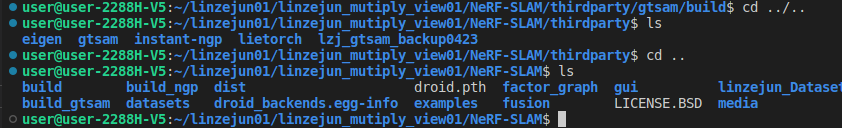 user@user-2288H-V5:~/linzejun01/linzejun_mutiply_view01/NeRF-SLAM/thirdparty/gtsam/build$ cd ../..
user@user-2288H-V5:~/linzejun01/linzejun_mutiply_view01/NeRF-SLAM/thirdparty$ ls
eigen gtsam instant-ngp lietorch lzj_gtsam_backup0423
user@user-2288H-V5:~/linzejun01/linzejun_mutiply_view01/NeRF-SLAM/thirdparty$ cd ..
user@user-2288H-V5:~/linzejun01/linzejun_mutiply_view01/NeRF-SLAM$ ls
build build_ngp dist droid.pth factor_graph gui linzejun_Dataset
build_gtsam datasets droid_backends.egg-info examples fusion LICENSE.BSD media
user@user-2288H-V5:~/linzejun01/linzejun_mutiply_view01/NeRF-SLAM$